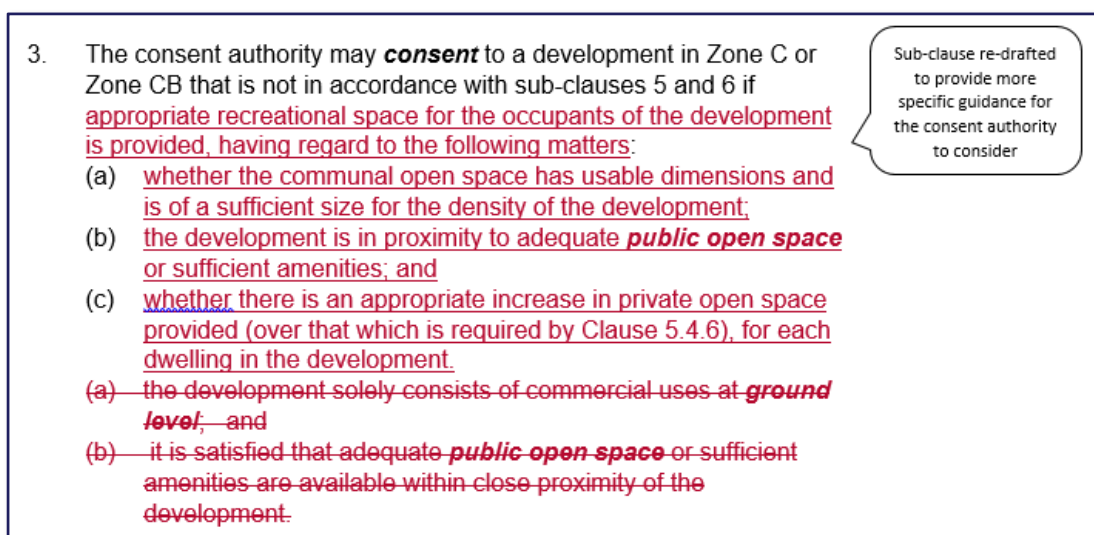 3. The consent authority may consent to a development in Zone C or
Zone CB that is not in accordance with sub-clauses 5 and 6 if
appropriate recreational space for the occupants of the development
is provided, having regard to the following matters:
(a) whether the communal open space has usable dimensions and
is of a sufficient size for the density of the development;
(b) the development is in proximity to adequate public open space
or sufficient amenities; and
(c) whether there is an appropriate increase in private open space
provided (over that which is required by Clause 5.4.6), for each
dwelling in the development.
(a) the development solely consists of commercial uses at ground
level; and
(b) it is satisfied that adequate public open space or sufficient
amenities are available within close proximity of the
development.
Sub-clause re-drafted
to provide more
specific guidance for
the consent authority
to consider